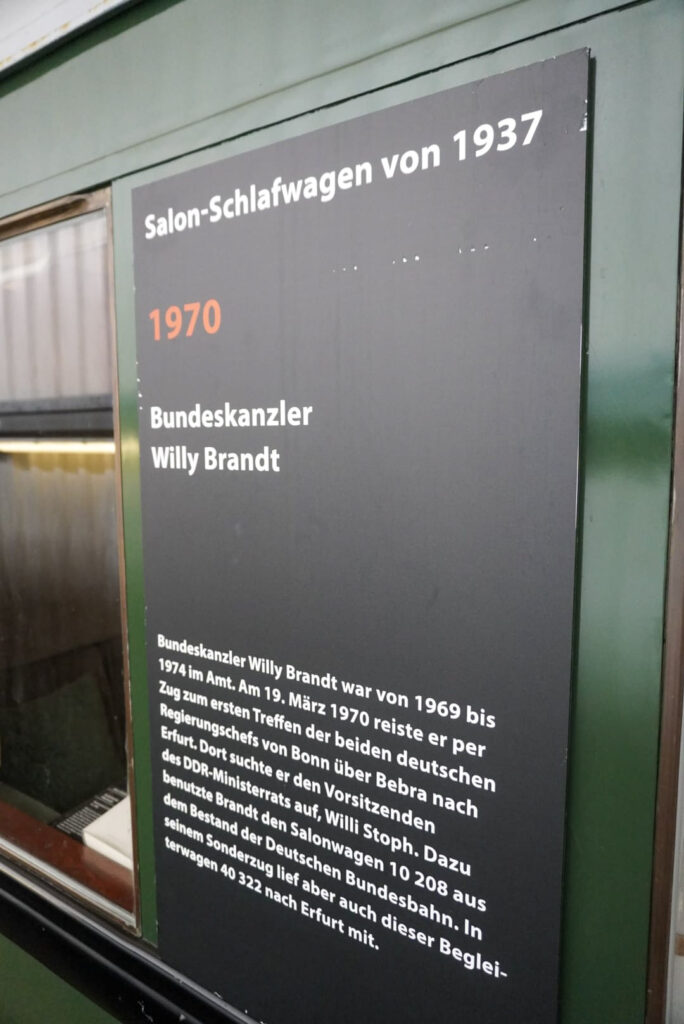 Salon-Schlafwagen von 1937
1970
Bundeskanzler
Willy Brandt
Bundeskanzler Willy Brandt war von 1969 bis
1974 im Amt. Am 19. März 1970 reiste er per
Zug zum ersten Treffen der beiden deutschen
Regierungschefs von Bonn über Bebra nach
Erfurt. Dort suchte er den Vorsitzenden
des DDR-Ministerrats auf, Willi Stoph. Dazu
benutzte Brandt den Salonwagen 10 208 aus
dem Bestand der Deutschen Bundesbahn. In
seinem Sonderzug lief aber auch dieser Beglei-
terwagen 40 322 nach Erfurt mit.